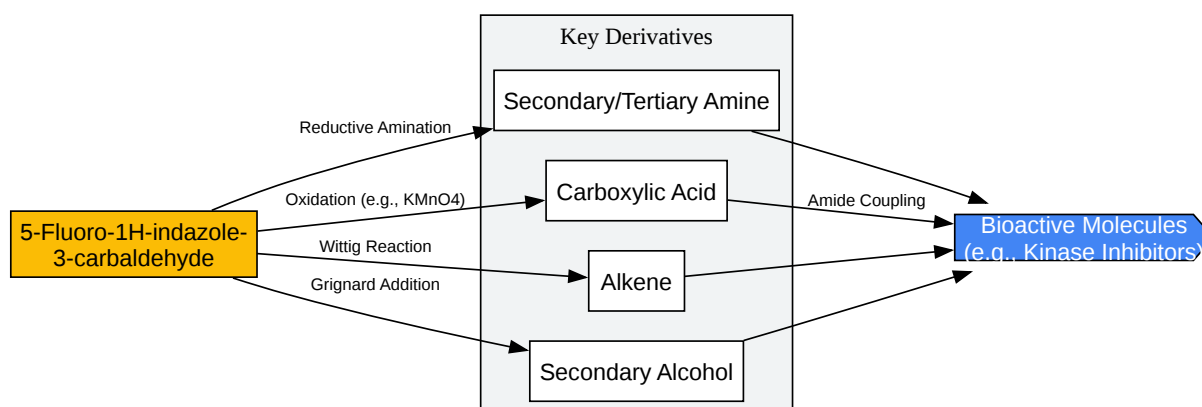 Key Derivatives
Secondary/Tertiary Amine
Reductive Amination
Carboxylic Acid
Oxidation (e.g., KMnO4)
Amide Coupling
5-Fluoro-1H-indazole-
3-carbaldehyde
Bioactive Molecules
(e.g., Kinase Inhibitors)
Wittig Reaction
Alkene
Grignard Addition
Secondary Alcohol